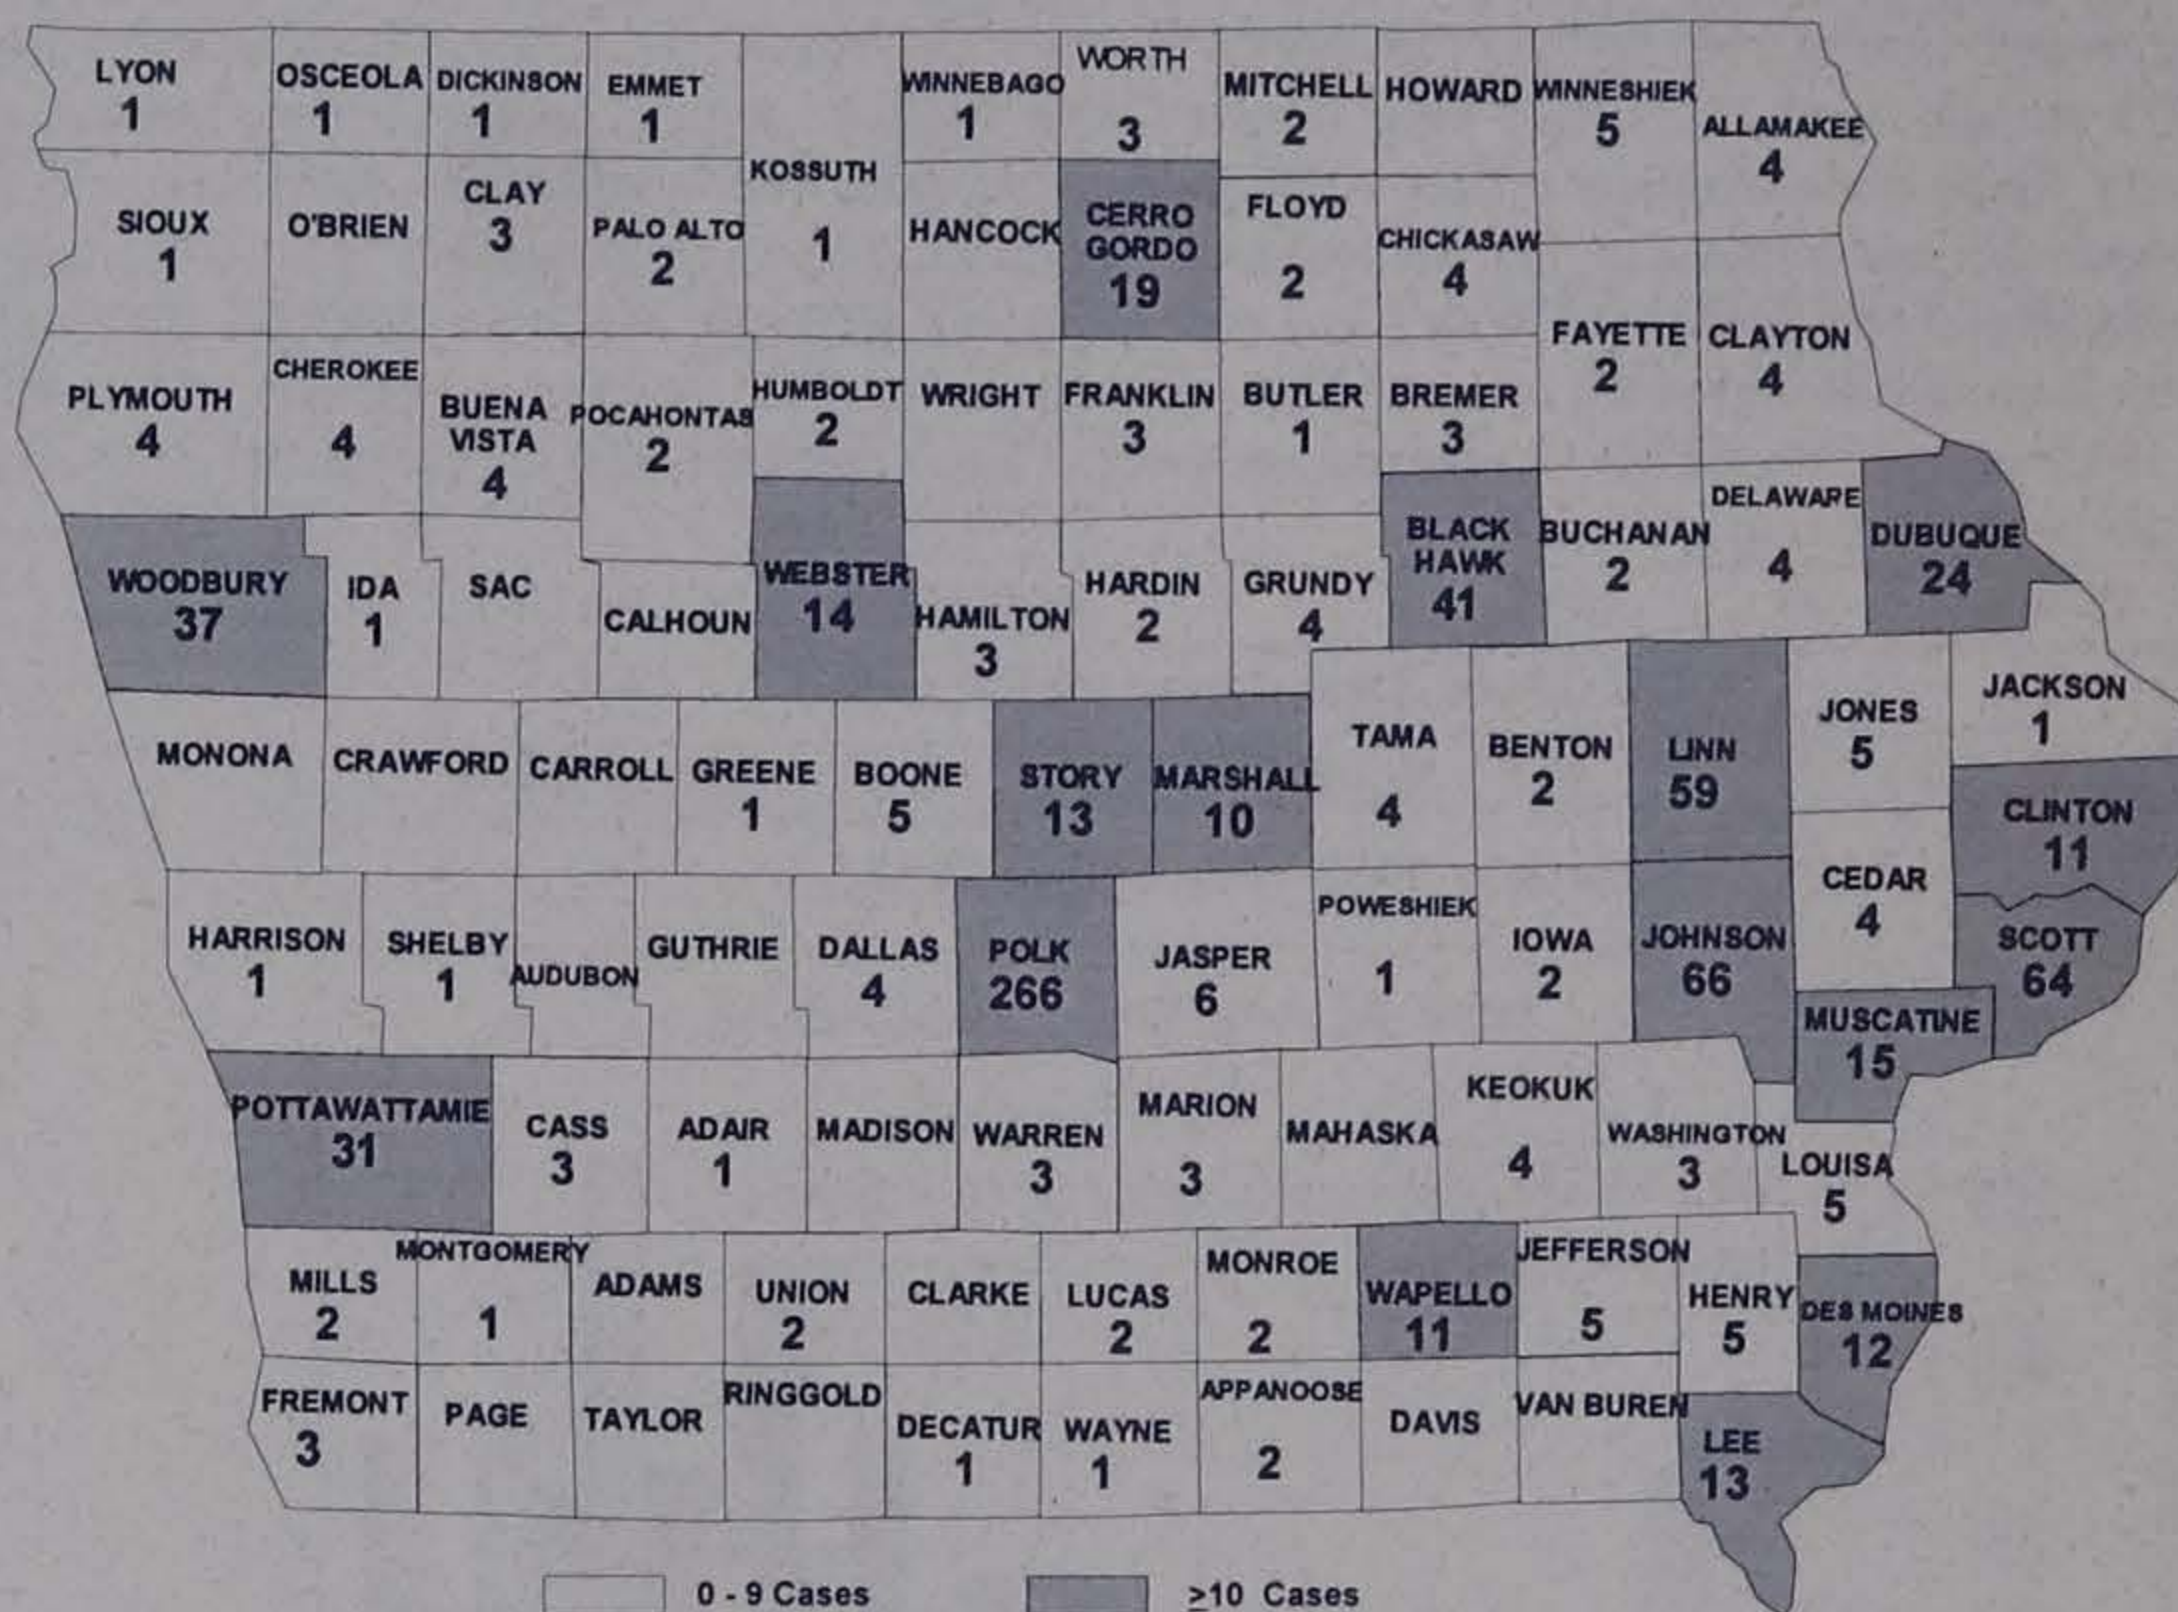 LYON
1
OSCEOLA
1
DICKINSON
1
EMMET
1
KOSSUTH
1
WINNEBAGO
1
WORTH
3
MITCHELL
2
HOWARD
WINNESHIEK
5
ALLAMAKEE
4
SIOUX
1
O'BRIEN
CLAY
3
PALO ALTO
2
HANCOCK
CERRO
GORDO
19
FLOYD
2
CHICKASAW
4
FAYETTE
2
CLAYTON
4
PLYMOUTH
4
CHEROKEE
4
BUENA
VISTA
4
POCAHONTAS
2
HUMBOLDT
2
WRIGHT
FRANKLIN
3
BUTLER
1
BREMER
3
WOODBURY
37
IDA
1
SAC
CALHOUN
WEBSTER
14
HAMILTON
3
HARDIN
2
GRUNDY
4
BLACK
HAWK
41
BUCHANAN
2
DELAWARE
4
DUBUQUE
24
MONONA
CRAWFORD
CARROLL
GREENE
1
BOONE
5
STORY
13
MARSHALL
10
TAMA
4
BENTON
2
LINN
59
JONES
5
JACKSON
1
CLINTON
11
HARRISON
1
SHELBY
1
AUDUBON
GUTHRIE
DALLAS
4
POLK
266
JASPER
6
POWESHIEK
1
IOWA
2
JOHNSON
66
CEDAR
4
SCOTT
64
MUSCATINE
15
POTTAWATTAMIE
31
CASS
3
ADAIR
1
MADISON
WARREN
3
MARION
3
MAHASKA
KEOKUK
4
WASHINGTON
3
LOUISA
5
MILLS
2
MONTGOMERY
1
ADAMS
UNION
2
CLARKE
LUCAS
2
MONROE
2
WAPELLO
11
JEFFERSON
5
HENRY
5
DES MOINES
12
FREMONT
3
PAGE
TAYLOR
RINGGOLD
DECATUR
1
WAYNE
1
APPANOOSE
2
DAVIS
VAN BUREN
LEE
13
0 - 9 Cases
≥10 Cases